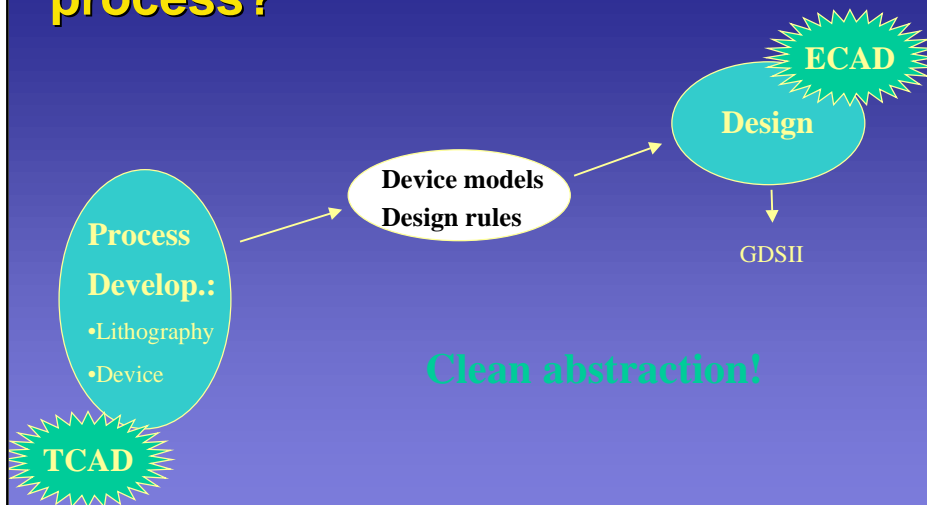 process?
ECAD
Design
Device models
Design rules
GDSII
Process
Develop.:
•Lithography
•Device
Clean abstraction!
TCAD